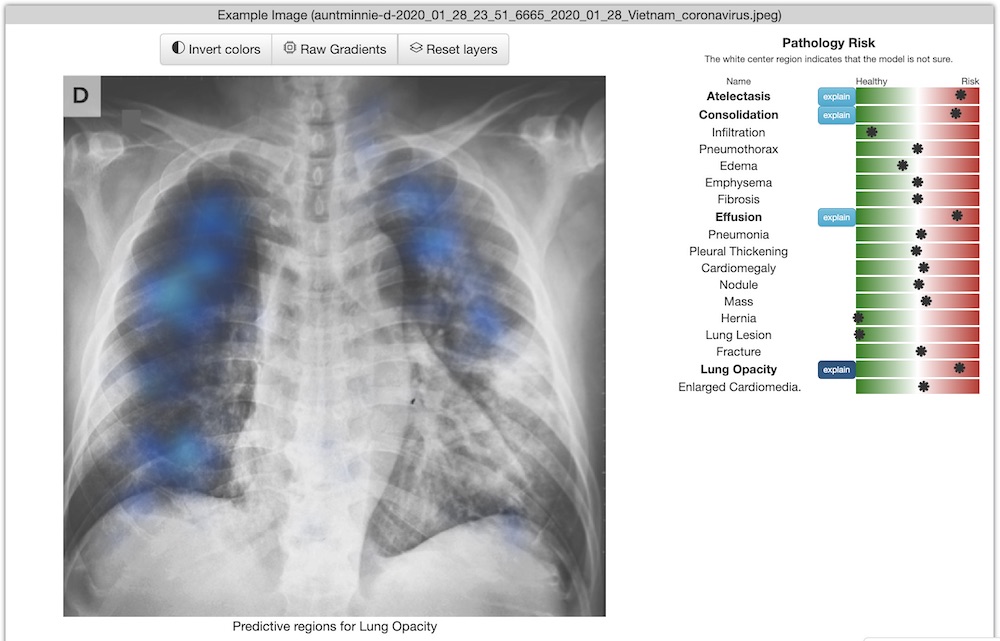 Example Image (auntminnie-d-2020_01_28_23_51_6665_2020_01_28_Vietnam_coronavirus.jpeg)
Invert colors Raw Gradients Reset layers
D
Predictive regions for Lung Opacity
Pathology Risk
The white center region indicates that the model is not sure.
Name Healthy Risk
Atelectasis explain
Consolidation explain
Infiltration
Pneumothorax
Edema
Emphysema
Fibrosis
Effusion explain
Pneumonia
Pleural Thickening
Cardiomegaly
Nodule
Mass
Hernia
Lung Lesion
Fracture
Lung Opacity explain
Enlarged Cardiomedia.